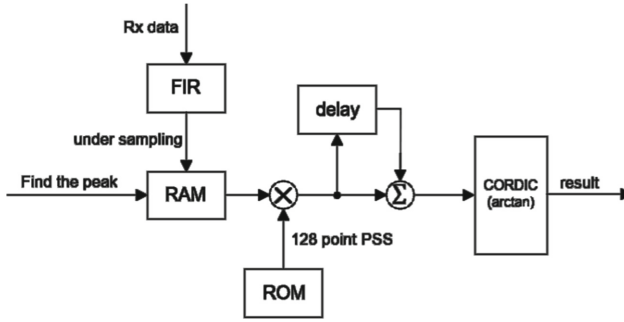 Rx data
FIR
under sampling
delay
Find the peak
RAM
Σ
CORDIC
(arctan)
result
128 point PSS
ROM